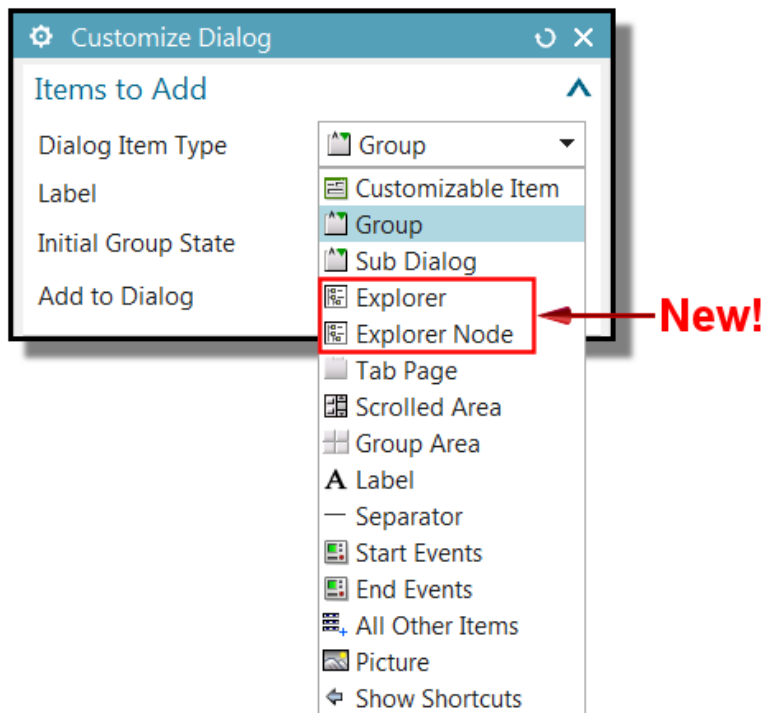 Customize Dialog
Items to Add
Dialog Item Type
Group
Label
Customizable Item
Group
Initial Group State
Sub Dialog
Add to Dialog
Explorer
New!
Explorer Node
Tab Page
Scrolled Area
Group Area
A Label
Separator
Start Events
End Events
All Other Items
Picture
Show Shortcuts